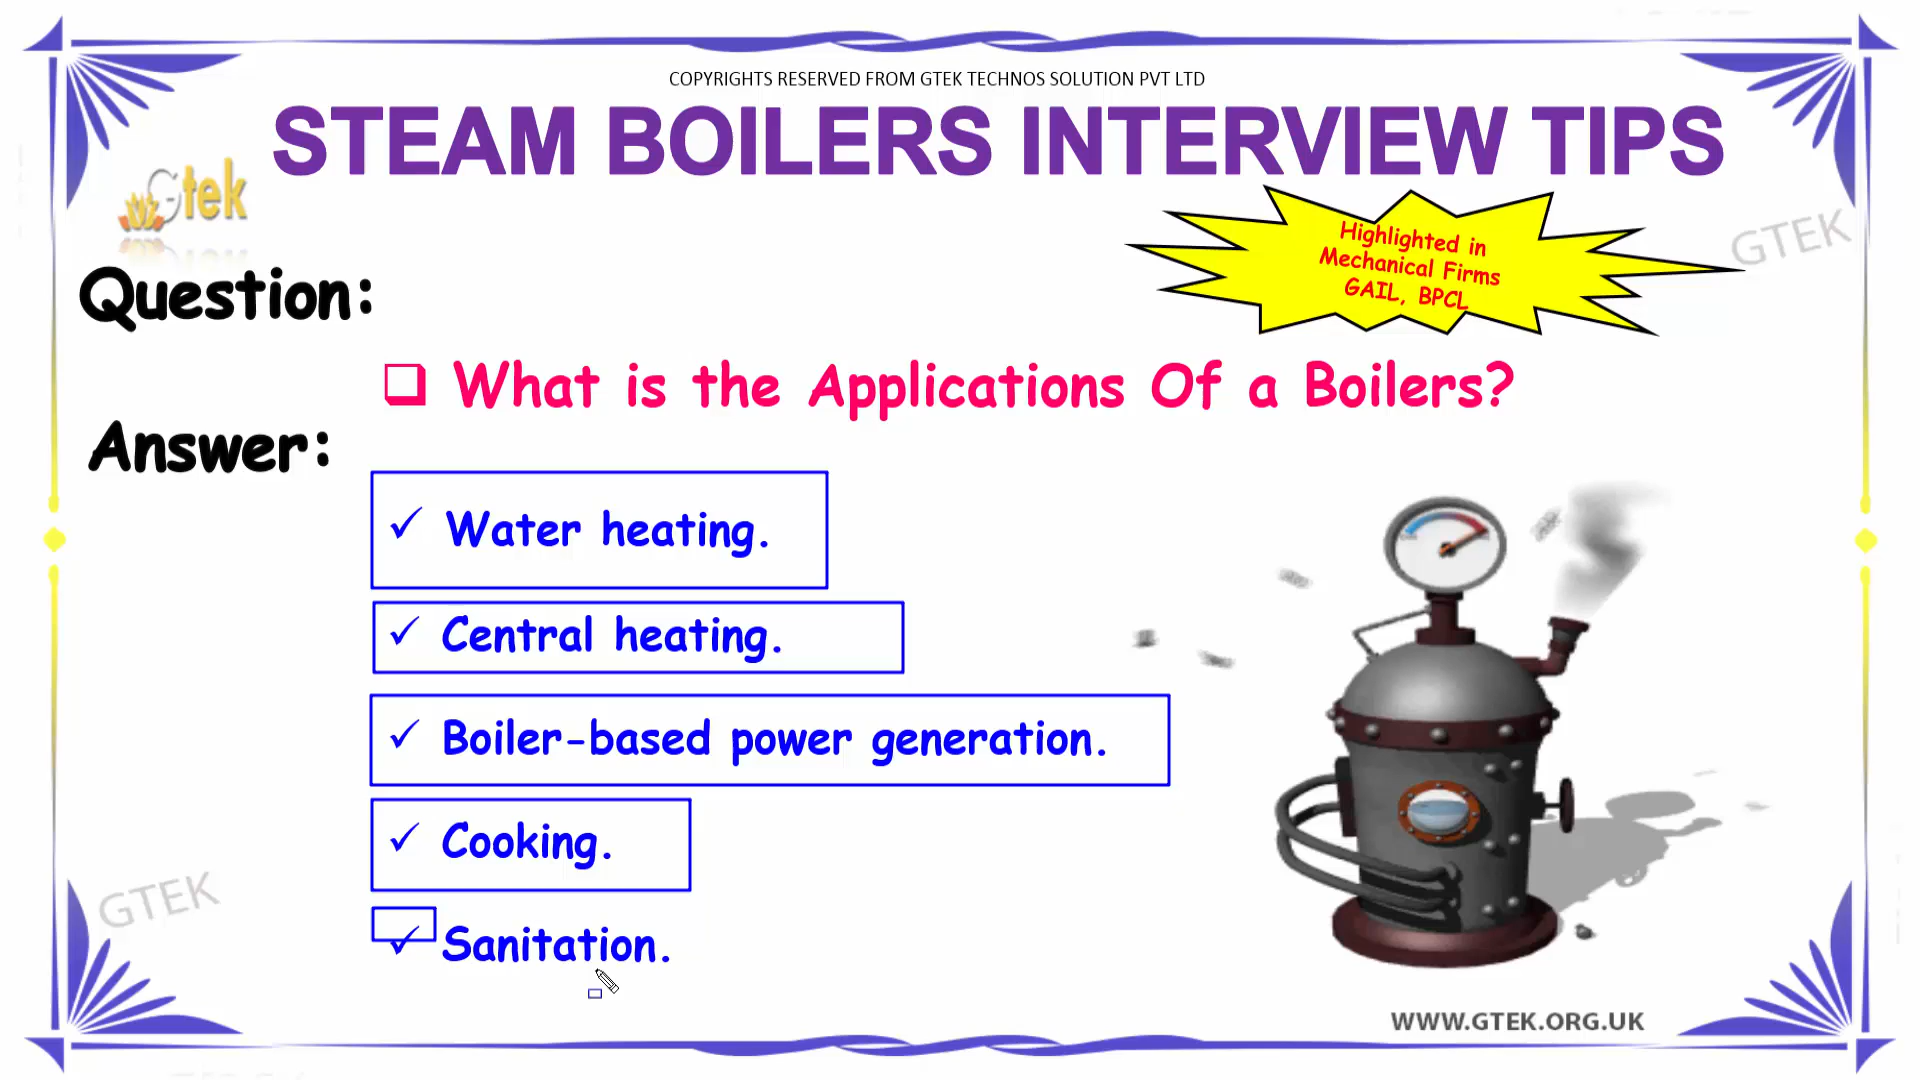 COPYRIGHTS RESERVED FROM GTEK TECHNOS SOLUTION PVT LTD
STEAM BOILERS INTERVIEW TIPS
Gtek
Highlighted in
Mechanical Firms
GAIL, BPCL
GTEK
Question:
❑ What is the Applications Of a Boilers?
Answer:
✓ Water heating.
✓ Central heating.
✓ Boiler-based power generation.
✓ Cooking.
✓ Sanitation.
GTEK
WWW.GTEK.ORG.UK